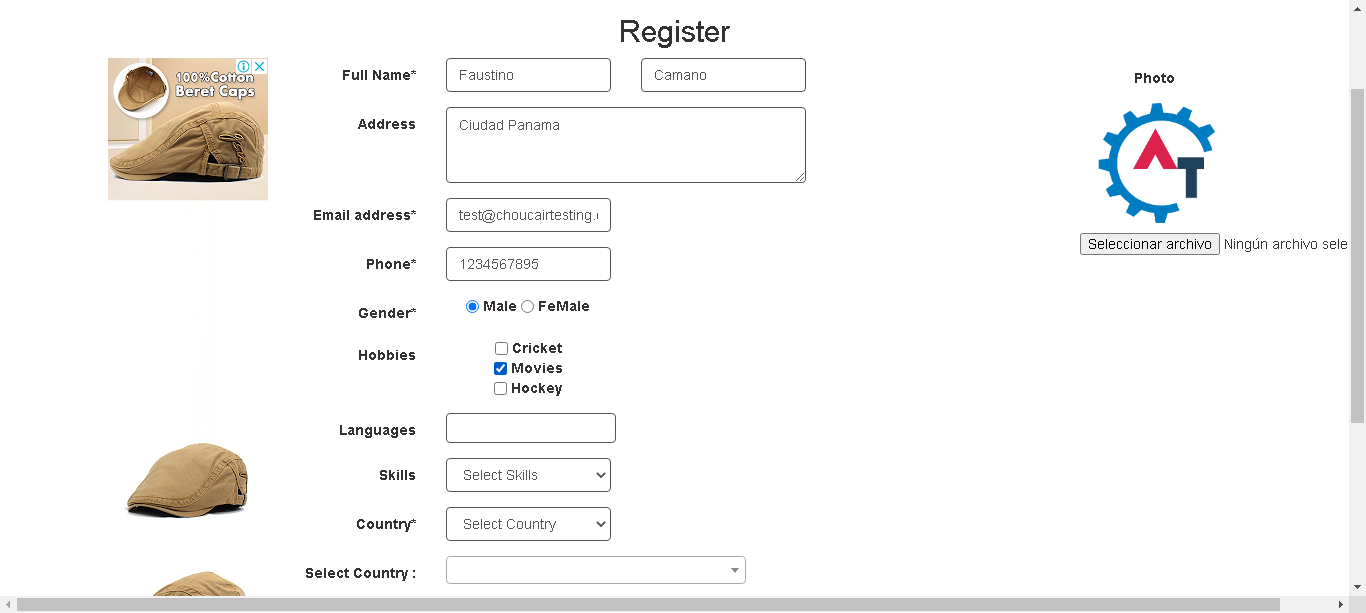 Register
100%Cotton
Beret Caps
Full Name* Faustino Camano
Photo
Address Ciudad Panama
AT
Email address* test@choucairtesting.
Seleccionar archivo Ningún archivo sele
Phone* 1234567895
Gender* Male FeMale
Hobbies Cricket
Movies
Hockey
Languages
Skills Select Skills
Country* Select Country
Select Country :